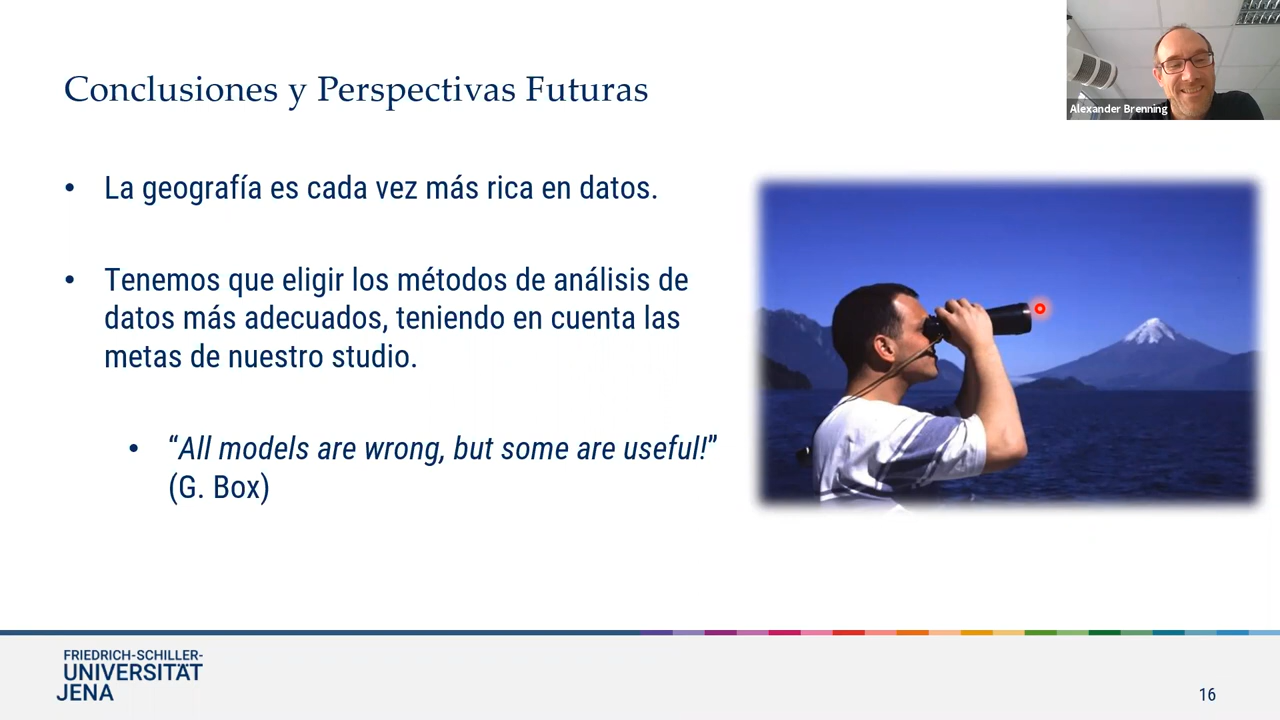 Conclusiones y Perspectivas Futuras
Alexander Brenning
• La geografía es cada vez más rica en datos.
• Tenemos que eligir los métodos de análisis de
datos más adecuados, teniendo en cuenta las
metas de nuestro studio.
• “All models are wrong, but some are useful!”
(G. Box)
FRIEDRICH-SCHILLER-
UNIVERSITÄT
JENA
16